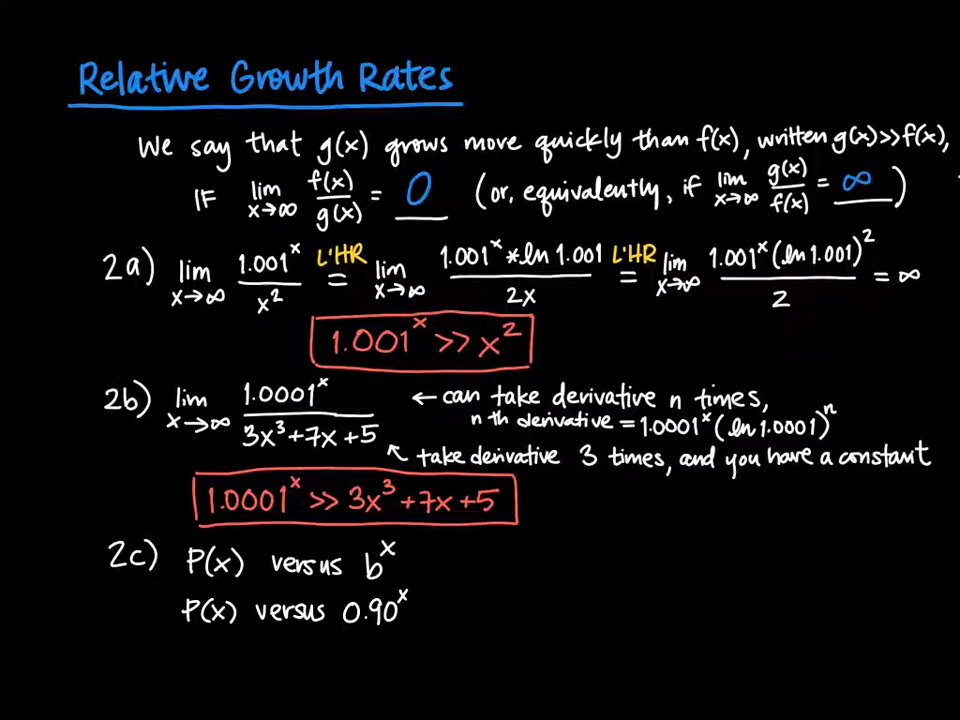 Relative Growth Rates
We say that g(x) grows more quickly than f(x), written g(x)>>f(x),
IF lim x→∞ f(x)/g(x) = 0 (or, equivalently, if lim x→∞ g(x)/f(x) = ∞)
2a) lim x→∞ 1.001^x/x^2 L'HR = lim x→∞ 1.001^x * ln 1.001/2x L'HR = lim x→∞ 1.001^x (ln 1.001)^2/2 = ∞
1.001^x >> x^2
2b) lim x→∞ 1.0001^x/3x^3+7x+5 ← can take derivative n times,
nth derivative = 1.0001^x (ln 1.0001)^n
↖ take derivative 3 times, and you have a constant
1.0001^x >> 3x^3+7x+5
2c) P(x) versus b^x
P(x) versus 0.90^x